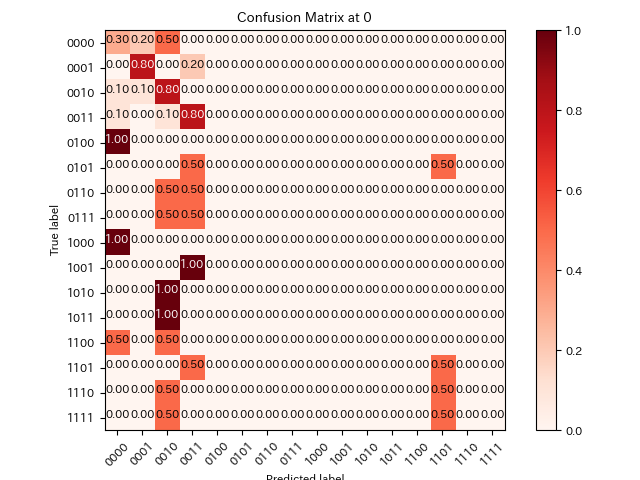 Confusion Matrix at 0
0000 0.30 0.20 0.50 0.00 0.00 0.00 0.00 0.00 0.00 0.00 0.00 0.00 0.00 0.00 0.00 0.00
0001 0.00 0.80 0.00 0.20 0.00 0.00 0.00 0.00 0.00 0.00 0.00 0.00 0.00 0.00 0.00 0.00
0010 0.10 0.10 0.80 0.00 0.00 0.00 0.00 0.00 0.00 0.00 0.00 0.00 0.00 0.00 0.00 0.00
0011 0.10 0.00 0.10 0.80 0.00 0.00 0.00 0.00 0.00 0.00 0.00 0.00 0.00 0.00 0.00 0.00
0100 1.00 0.00 0.00 0.00 0.00 0.00 0.00 0.00 0.00 0.00 0.00 0.00 0.00 0.00 0.00 0.00
0101 0.00 0.00 0.00 0.50 0.00 0.00 0.00 0.00 0.00 0.00 0.00 0.00 0.00 0.50 0.00 0.00
0110 0.00 0.00 0.50 0.50 0.00 0.00 0.00 0.00 0.00 0.00 0.00 0.00 0.00 0.00 0.00 0.00
0111 0.00 0.00 0.50 0.50 0.00 0.00 0.00 0.00 0.00 0.00 0.00 0.00 0.00 0.00 0.00 0.00
1000 1.00 0.00 0.00 0.00 0.00 0.00 0.00 0.00 0.00 0.00 0.00 0.00 0.00 0.00 0.00 0.00
1001 0.00 0.00 0.00 1.00 0.00 0.00 0.00 0.00 0.00 0.00 0.00 0.00 0.00 0.00 0.00 0.00
1010 0.00 0.00 1.00 0.00 0.00 0.00 0.00 0.00 0.00 0.00 0.00 0.00 0.00 0.00 0.00 0.00
1011 0.00 0.00 1.00 0.00 0.00 0.00 0.00 0.00 0.00 0.00 0.00 0.00 0.00 0.00 0.00 0.00
1100 0.50 0.00 0.50 0.00 0.00 0.00 0.00 0.00 0.00 0.00 0.00 0.00 0.00 0.00 0.00 0.00
1101 0.00 0.00 0.00 0.50 0.00 0.00 0.00 0.00 0.00 0.00 0.00 0.00 0.00 0.50 0.00 0.00
1110 0.00 0.00 0.50 0.00 0.00 0.00 0.00 0.00 0.00 0.00 0.00 0.00 0.00 0.50 0.00 0.00
1111 0.00 0.00 0.50 0.00 0.00 0.00 0.00 0.00 0.00 0.00 0.00 0.00 0.00 0.50 0.00 0.00
0000 0001 0010 0011 0100 0101 0110 0111 1000 1001 1010 1011 1100 1101 1110 1111
Predicted label
True label
1.0
0.8
0.6
0.4
0.2
0.0